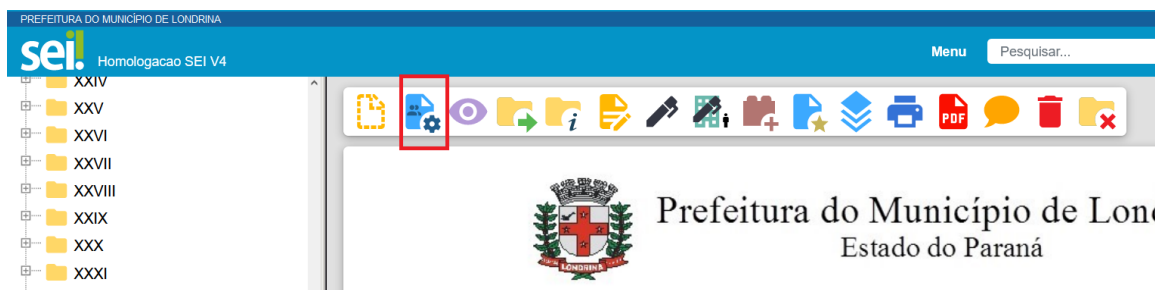 PREFEITURA DO MUNICÍPIO DE LONDRINA
sei!
Homologacao SEI V4
Menu
Pesquisar...
XXIV
XXV
XXVI
XXVII
XXVIII
XXIX
XXX
XXXI
i
PDF
LONDRINA
Prefeitura do Município de Lon
Estado do Paraná